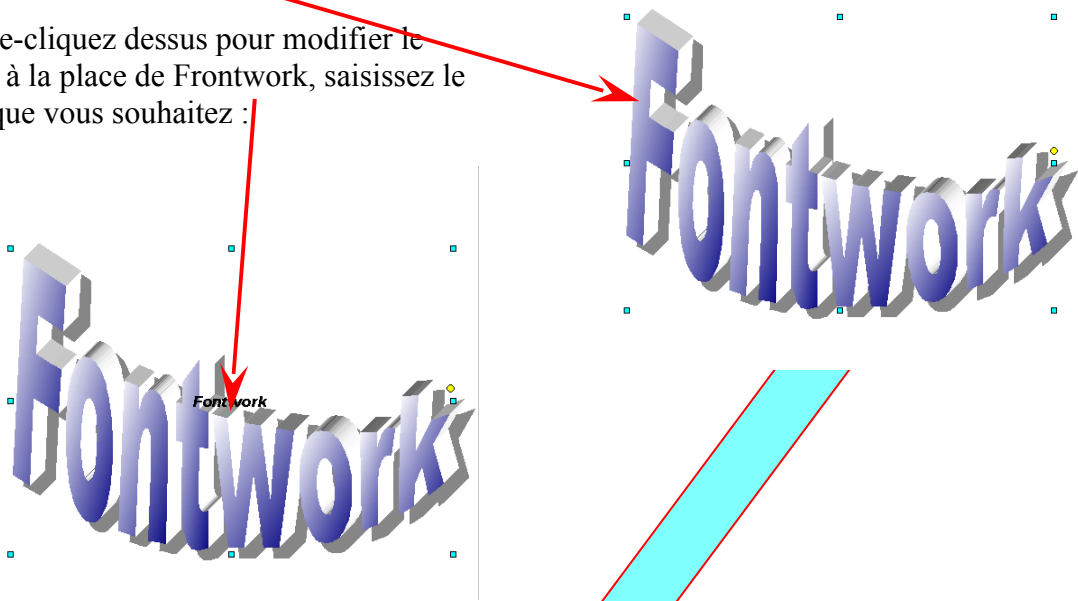 e-cliquez dessus pour modifier le
à la place de Frontwork, saisissez le
que vous souhaitez :
Fontwork
Fontwork
Fontwork